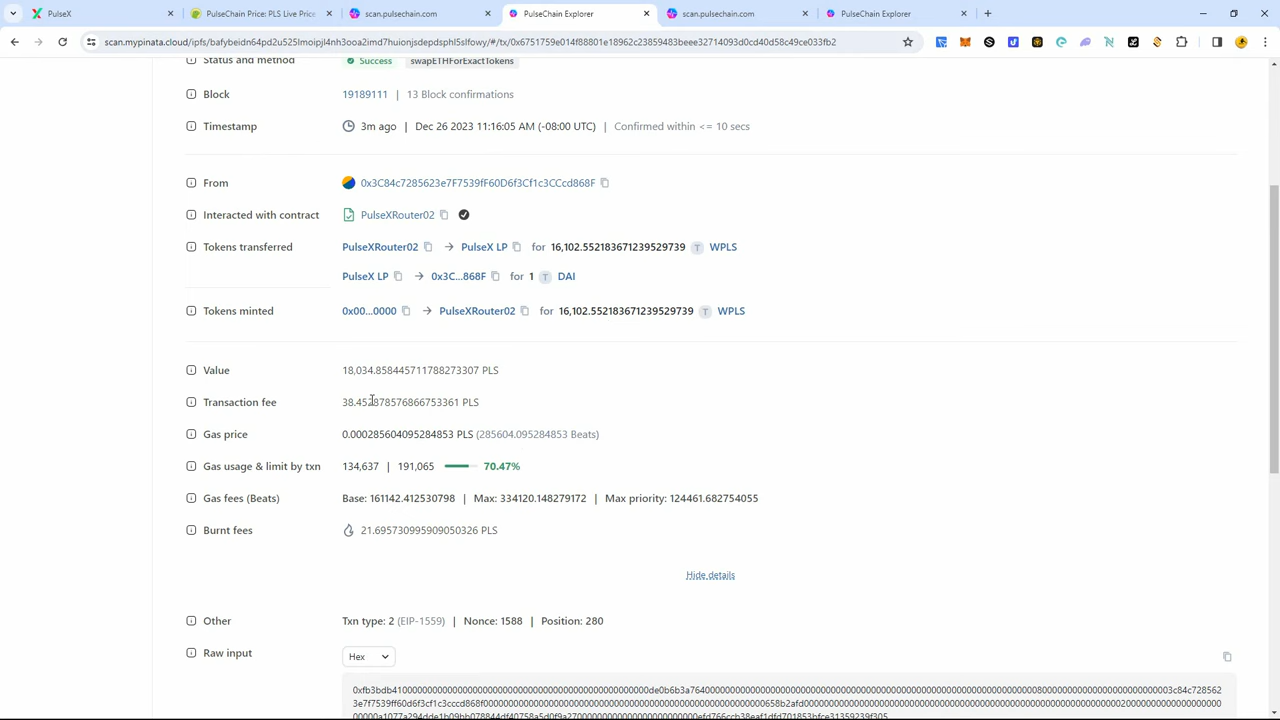 PulseX
PulseChain Price: PLS Live Price
scan.pulsechain.com
PulseChain Explorer
scan.pulsechain.com
PulseChain Explorer
scan.mypinata.cloud/ipfs/bafybeidn64pd2u525lmoipjl4nh3ooa2imd7huionjsdepdsphl5slfowy/#/tx/0x6751759e014f88801e18962c23859483beee32714093d0cd40d58c49ce033fb2
Status and method Success swapETHForExactTokens
Block 19189111 | 13 Block confirmations
Timestamp 3m ago | Dec 26 2023 11:16:05 AM (-08:00 UTC) | Confirmed within <= 10 secs
From 0x3C84c7285623e7F7539fF60D6f3Cf1c3CCcd868F
Interacted with contract PulseXRouter02
Tokens transferred PulseXRouter02 → PulseX LP for 16,102.552183671239529739 T WPLS
PulseX LP → 0x3C...868F for 1 T DAI
Tokens minted 0x00...0000 → PulseXRouter02 for 16,102.552183671239529739 T WPLS
Value 18,034.858445711788273307 PLS
Transaction fee 38.452878576866753361 PLS
Gas price 0.000285604095284853 PLS (285604.095284853 Beats)
Gas usage & limit by txn 134,637 | 191,065 70.47%
Gas fees (Beats) Base: 161142.412530798 | Max: 334120.148279172 | Max priority: 124461.682754055
Burnt fees 21.695730995909050326 PLS
Hide details
Other Txn type: 2 (EIP-1559) | Nonce: 1588 | Position: 280
Raw input Hex